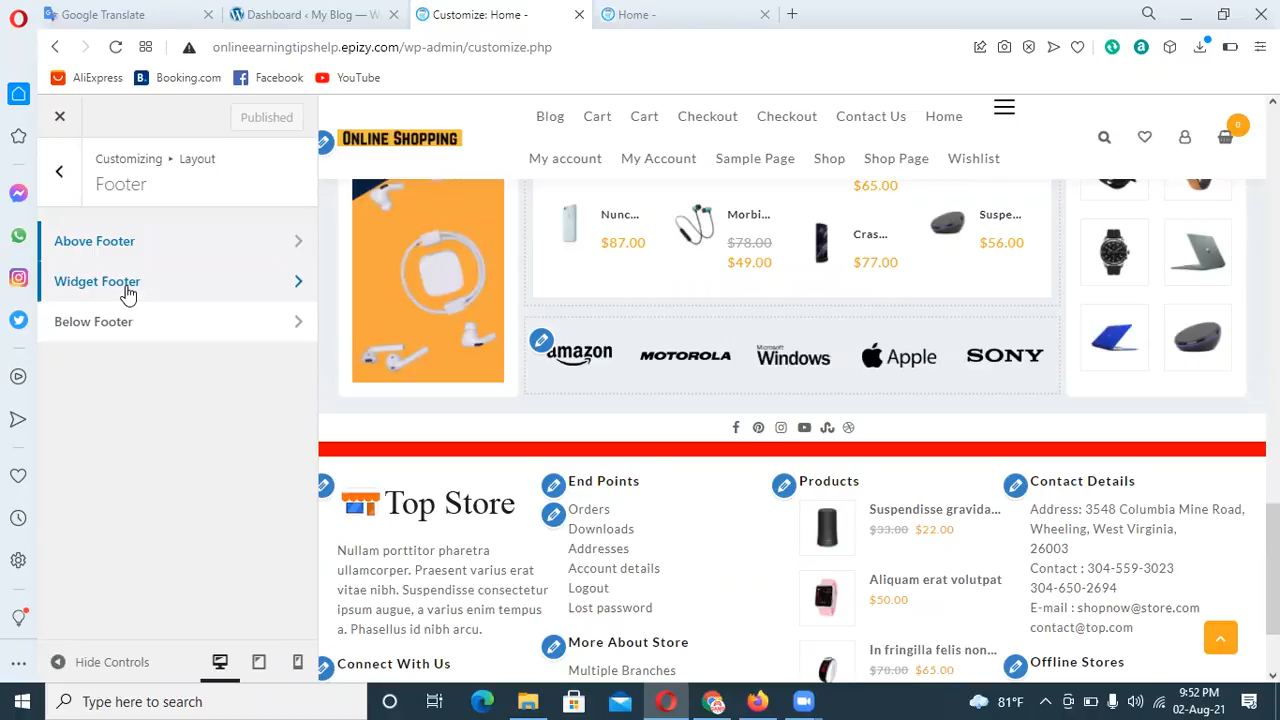 Google Translate
Dashboard ‹ My Blog — W
Customize: Home -
Home -
onlineearningtipshelp.epizy.com/wp-admin/customize.php
AliExpress
Booking.com
Facebook
YouTube
Published
Customizing ▸ Layout
Footer
Above Footer
Widget Footer
Below Footer
Hide Controls
ONLINE SHOPPING
Blog Cart Cart Checkout Checkout Contact Us Home
My account My Account Sample Page Shop Shop Page Wishlist
0
$65.00
Nunc...
$87.00
Morbi...
$78.00
$49.00
Cras...
$77.00
Suspe...
$56.00
amazon
MOTOROLA
Microsoft
Windows
Apple
SONY
Top Store
Nullam porttitor pharetra
ullamcorper. Praesent varius erat
vitae nibh. Suspendisse consectetur
ipsum augue, a varius enim tempus
a. Phasellus id nibh arcu.
Connect With Us
End Points
Orders
Downloads
Addresses
Account details
Logout
Lost password
More About Store
Multiple Branches
Products
Suspendisse gravida...
$33.00 $22.00
Aliquam erat volutpat
$50.00
In fringilla felis non...
$78.00 $65.00
Contact Details
Address: 3548 Columbia Mine Road,
Wheeling, West Virginia,
26003
Contact : 304-559-3023
304-650-2694
E-mail : shopnow@store.com
contact@top.com
Offline Stores
Type here to search
81°F
9:52 PM
02-Aug-21